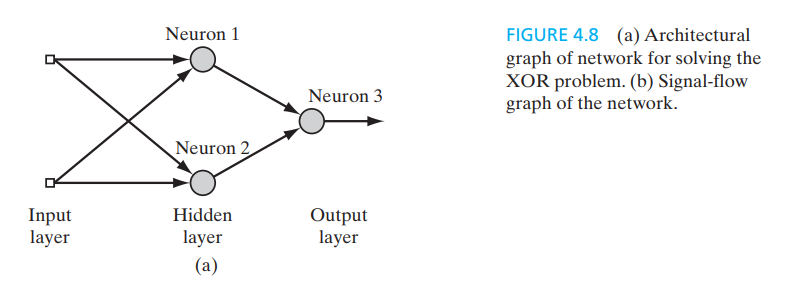 Neuron 1
Neuron 3
Neuron 2
Input
layer
Hidden
layer
Output
layer
(a)
FIGURE 4.8 (a) Architectural
graph of network for solving the
XOR problem. (b) Signal-flow
graph of the network.